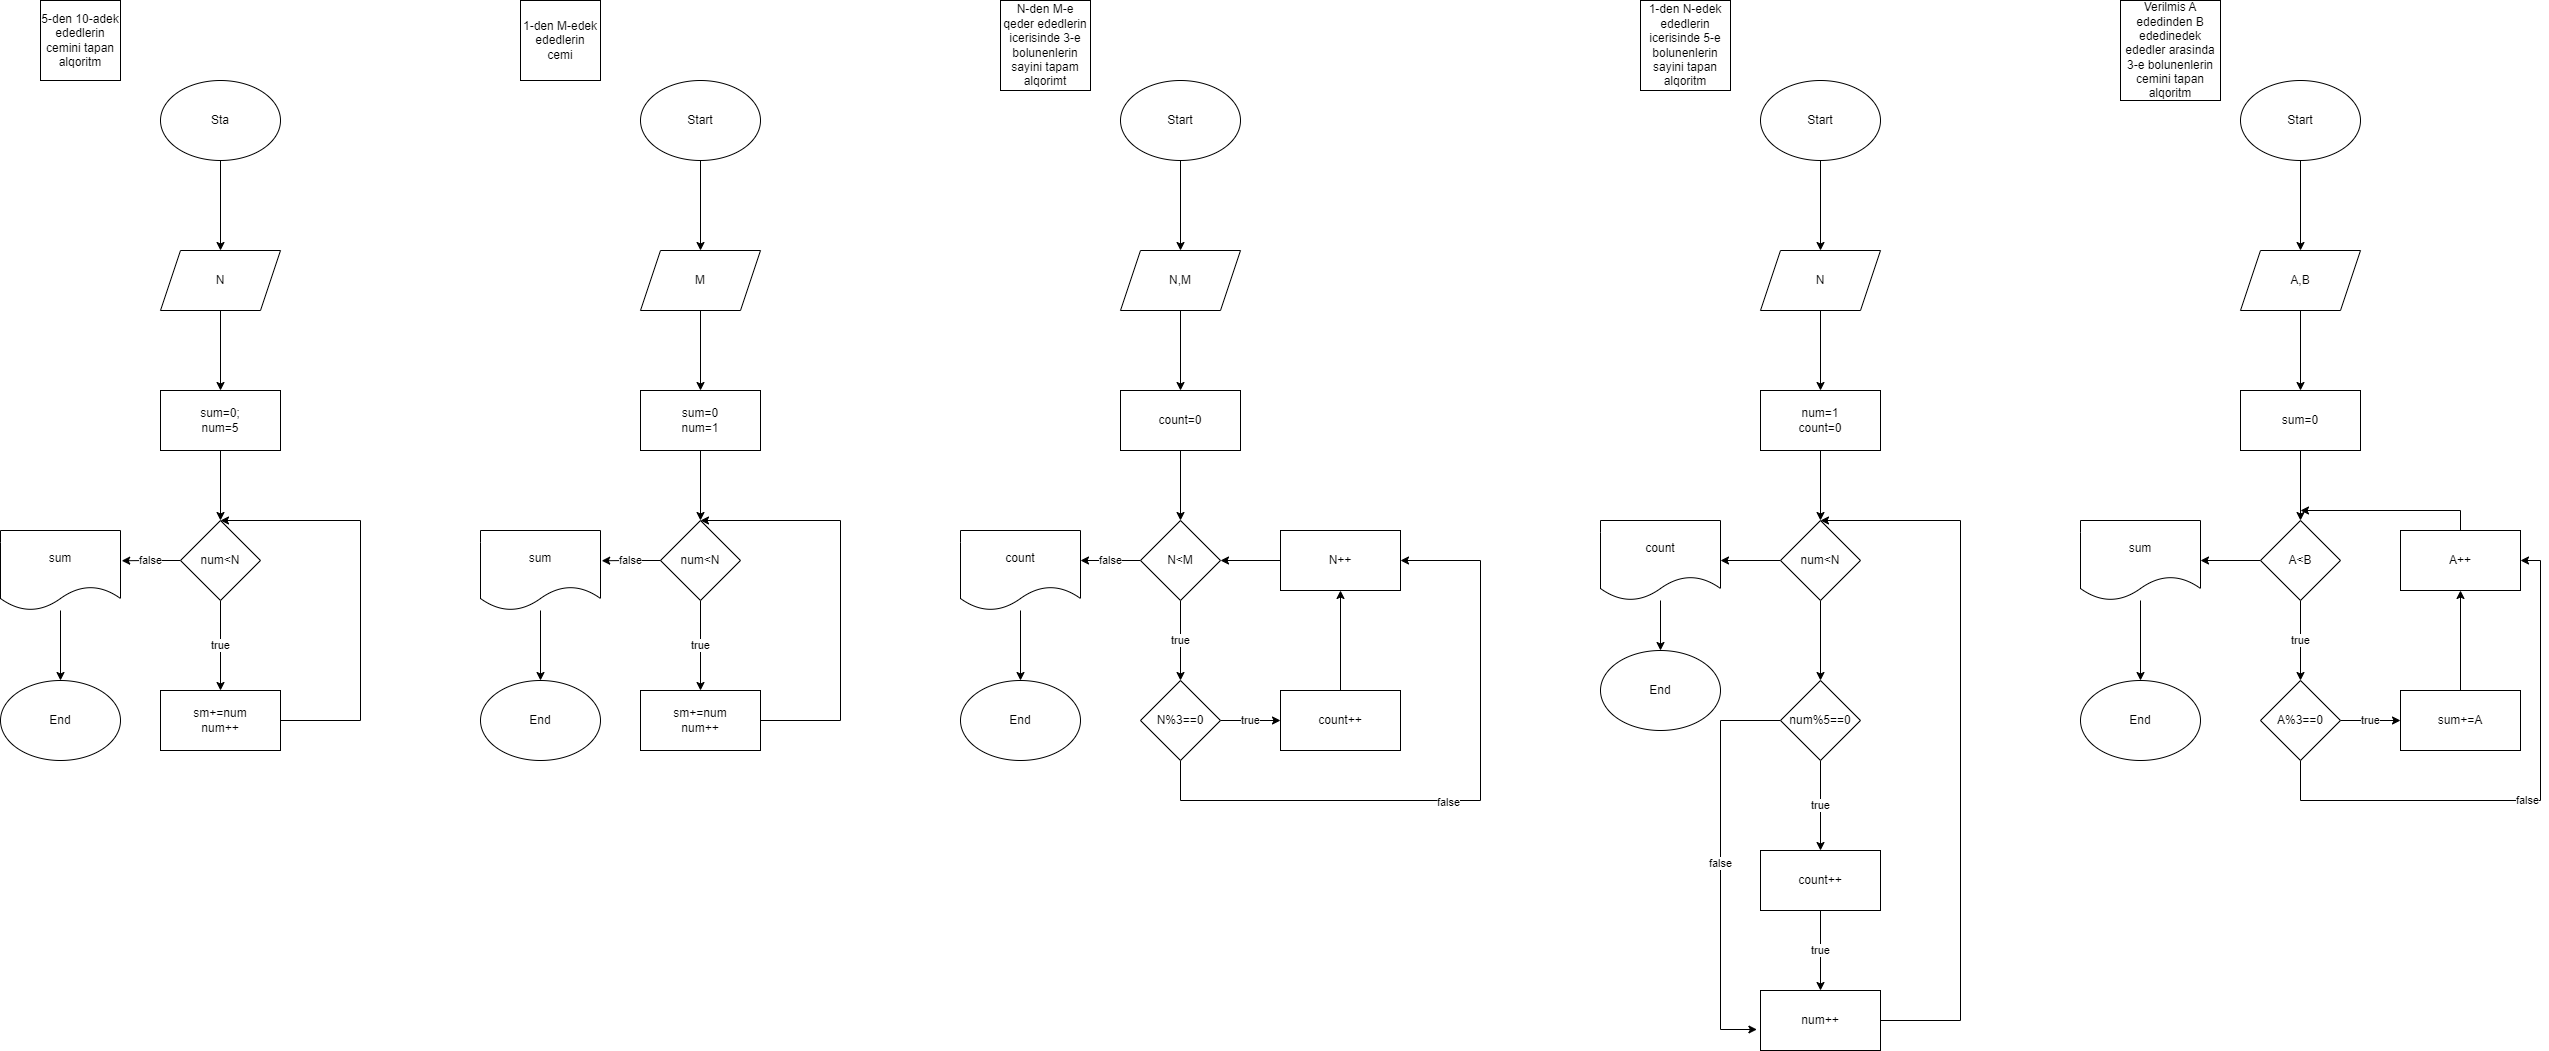 5-den 10-adek
ededlerin
cemini tapan
alqoritm
Sta
N
sum=0;
num=5
num<N
false
sum
true
End
sm+=num
num++
1-den M-edek
ededlerin
cemi
Start
M
sum=0
num=1
num<N
false
sum
true
End
sm+=num
num++
N-den M-e
qeder ededlerin
icerisinde 3-e
bolunenlerin
sayini tapam
alqorimt
Start
N,M
count=0
count
false
N<M
N++
true
End
N%3==0
true
count++
false
1-den N-edek
ededlerin
icerisinde 5-e
bolunenlerin
sayini tapan
alqoritm
Start
N
num=1
count=0
count
num<N
End
num%5==0
true
false
count++
true
num++
Verilmis A
ededinden B
ededinedek
ededler arasinda
3-e bolunenlerin
cemini tapan
alqoritm
Start
A,B
sum=0
sum
A<B
A++
true
End
A%3==0
true
sum+=A
false